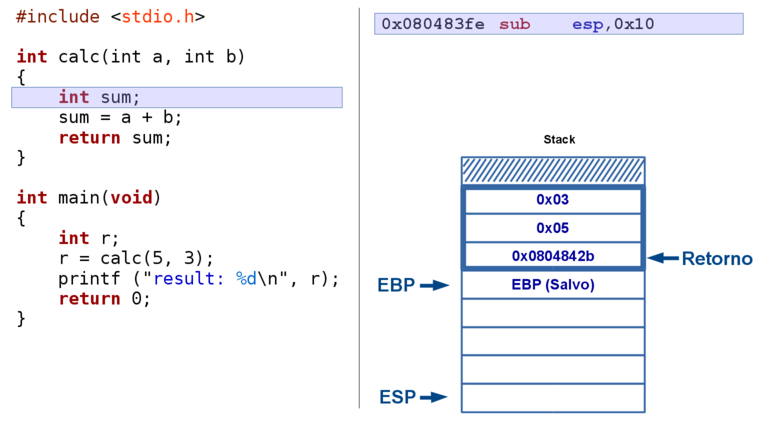 #include <stdio.h>
int calc(int a, int b)
{
    int sum;
    sum = a + b;
    return sum;
}
int main(void)
{
    int r;
    r = calc(5, 3);
    printf ("result: %d\n", r);
    return 0;
}
0x080483fe sub    esp,0x10
Stack
0x03
0x05
0x0804842b
Retorno
EBP
EBP (Salvo)
ESP